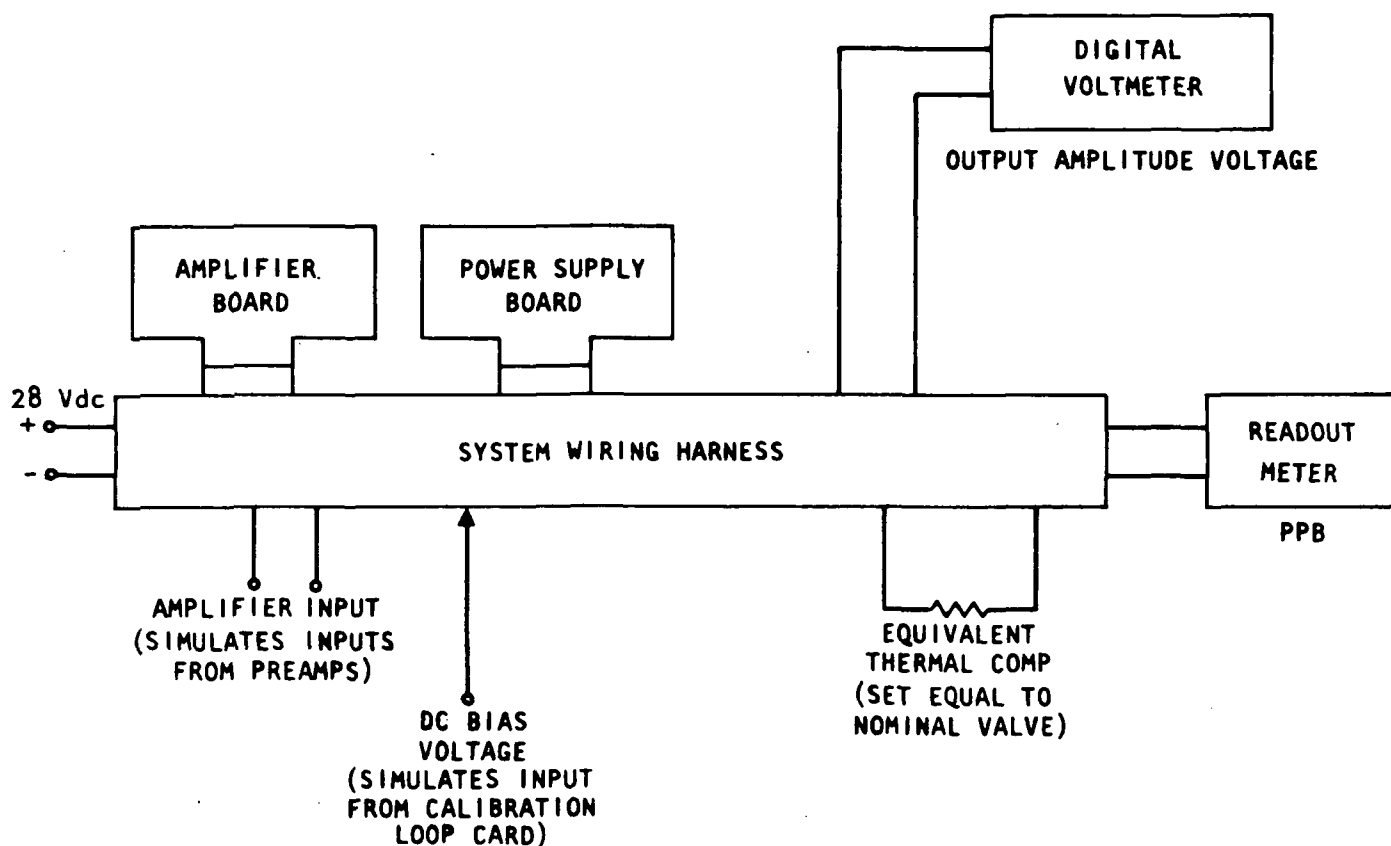 DIGITAL
VOLTMETER
OUTPUT AMPLITUDE VOLTAGE
AMPLIFIER.
BOARD
POWER SUPPLY
BOARD
28 Vdc
+
-
SYSTEM WIRING HARNESS
READOUT
METER
PPB
AMPLIFIER INPUT
(SIMULATES INPUTS
FROM PREAMPS)
DC BIAS
VOLTAGE
(SIMULATES INPUT
FROM CALIBRATION
LOOP CARD)
EQUIVALENT
THERMAL COMP
(SET EQUAL TO
NOMINAL VALVE)